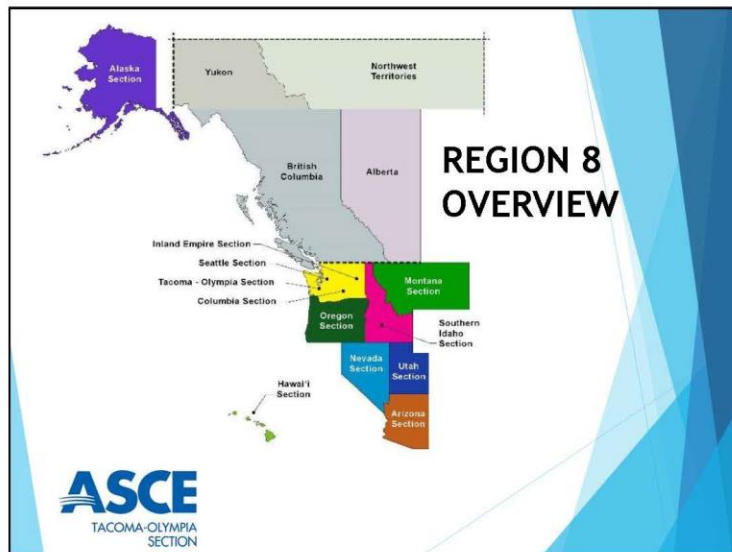 Alaska
Section
Yukon
Northwest
Territories
British
Columbia
Alberta
REGION 8
OVERVIEW
Inland Empire Section
Seattle Section
Tacoma - Olympia Section
Columbia Section
Montana
Section
Oregon
Section
Southern
Idaho
Section
Nevada
Section
Utah
Section
Hawai'i
Section
Arizona
Section
ASCE
TACOMA-OLYMPIA
SECTION